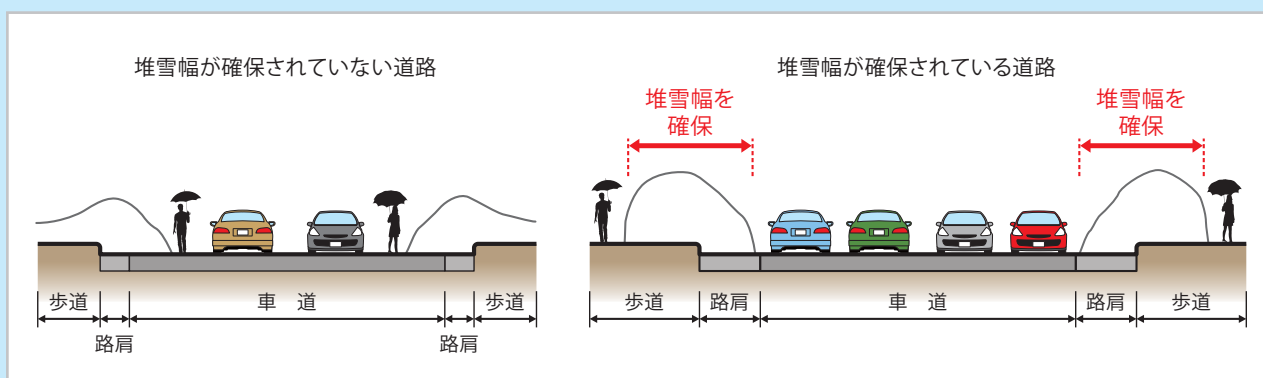 堆雪幅が確保されていない道路
歩道
車 道
歩道
路肩
路肩
堆雪幅が確保されている道路
堆雪幅を
確保
堆雪幅を
確保
歩道
路肩
車 道
路肩
歩道